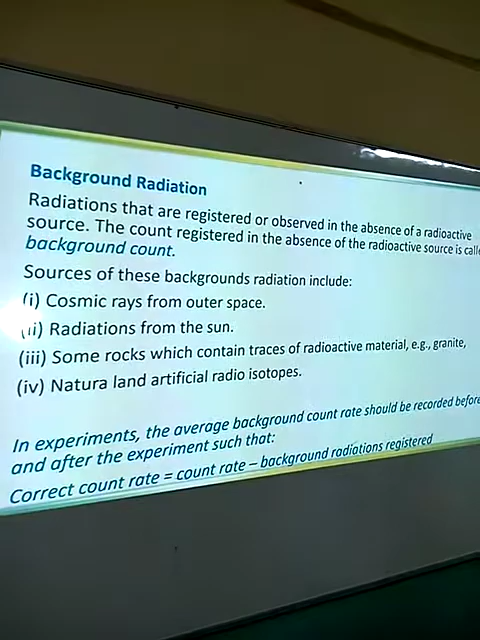 Background Radiation
Radiations that are registered or observed in the absence of a radioactive
source. The count registered in the absence of the radioactive source is
background count.
Sources of these backgrounds radiation include:
(i) Cosmic rays from outer space.
(ii) Radiations from the sun.
(iii) Some rocks which contain traces of radioactive material, e.g., granite,
(iv) Natura land artificial radio isotopes.
In experiments, the average background count rate should be recorded before
and after the experiment such that:
Correct count rate = count rate – background radiations registered